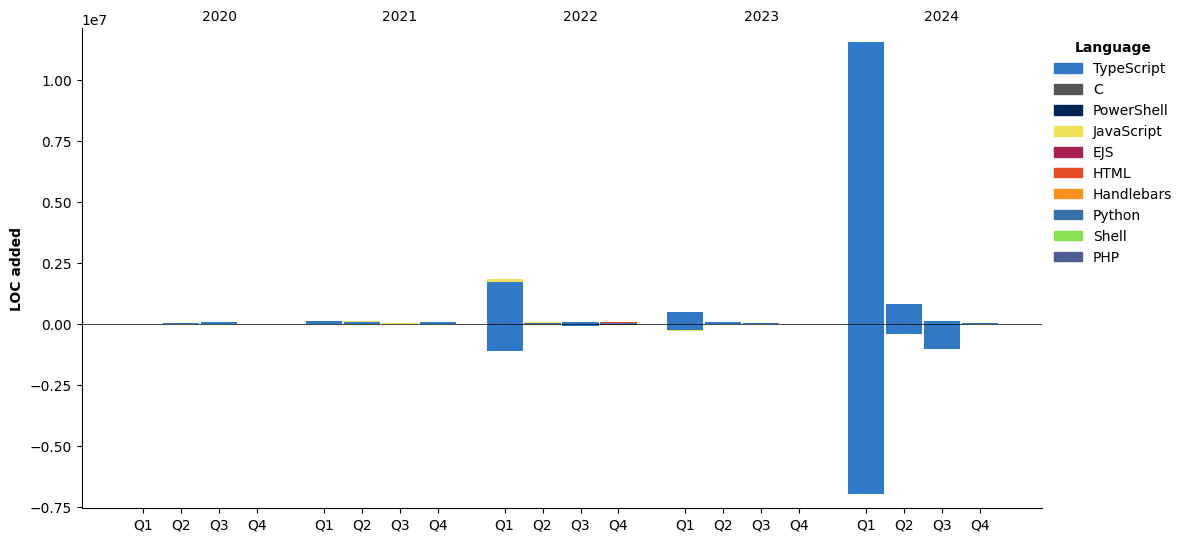 2020 2021 2022 2023 2024
1e7
Language
TypeScript
C
PowerShell
JavaScript
EJS
HTML
Handlebars
Python
Shell
PHP
LOC added
1.00
0.75
0.50
0.25
0.00
−0.25
−0.50
−0.75
Q1 Q2 Q3 Q4 Q1 Q2 Q3 Q4 Q1 Q2 Q3 Q4 Q1 Q2 Q3 Q4 Q1 Q2 Q3 Q4